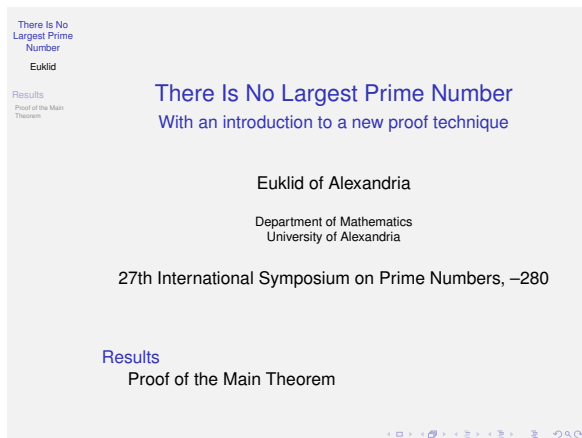 There Is No
Largest Prime
Number
Euklid
Results
Proof of the Main
Theorem
There Is No Largest Prime Number
With an introduction to a new proof technique
Euklid of Alexandria
Department of Mathematics
University of Alexandria
27th International Symposium on Prime Numbers, –280
Results
Proof of the Main Theorem